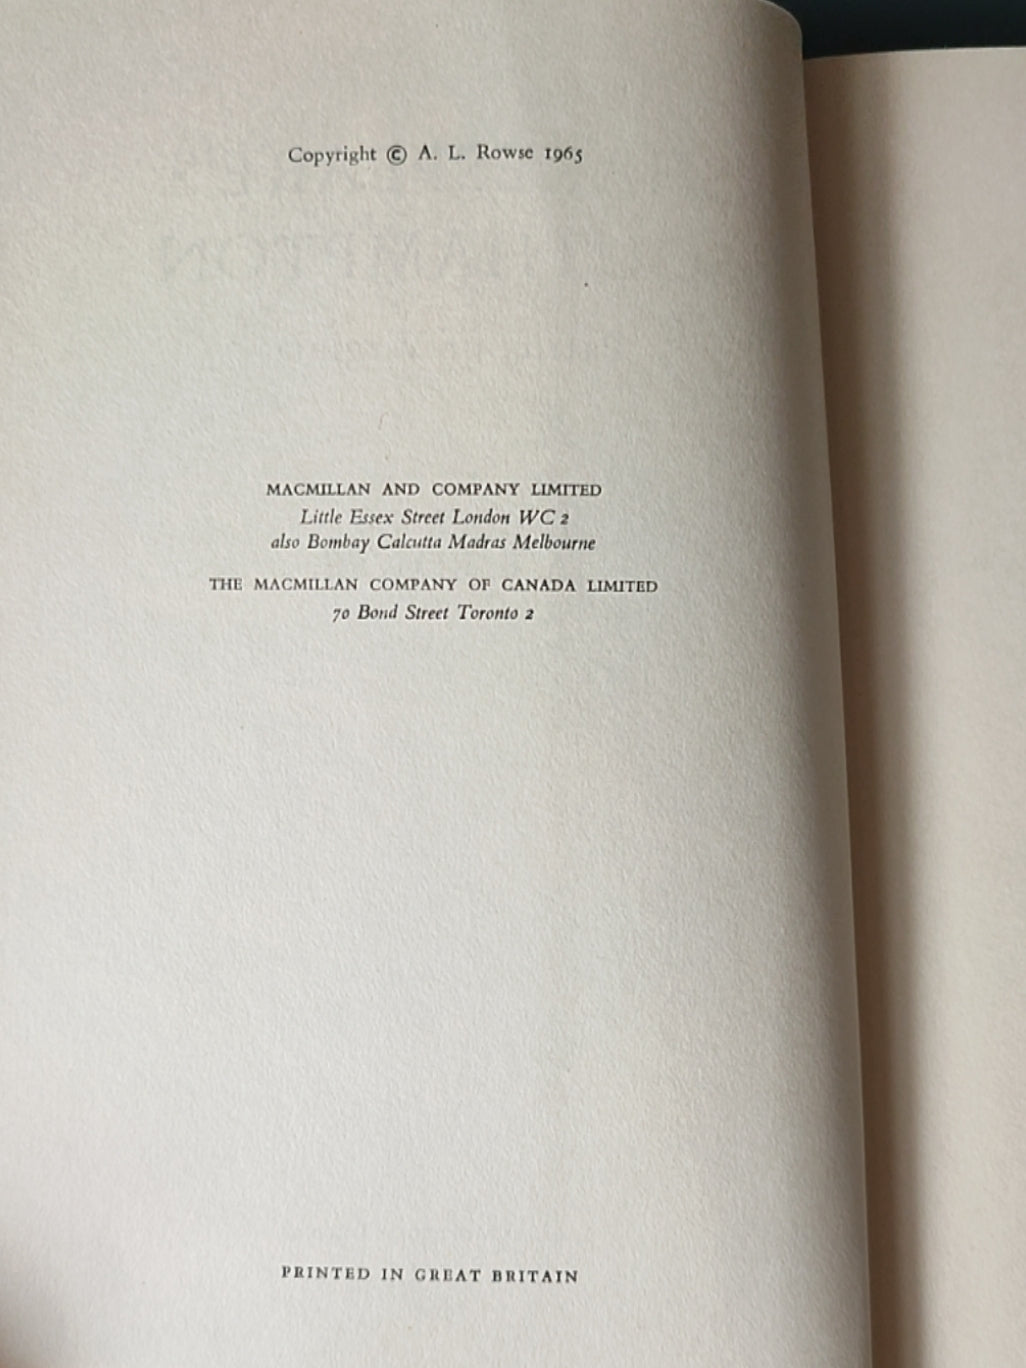 Copyright © A. L. Rowse 1965
MACMILLAN AND COMPANY LIMITED
Little Essex Street London WC 2
also Bombay Calcutta Madras Melbourne
THE MACMILLAN COMPANY OF CANADA LIMITED
70 Bond Street Toronto 2
PRINTED IN GREAT BRITAIN